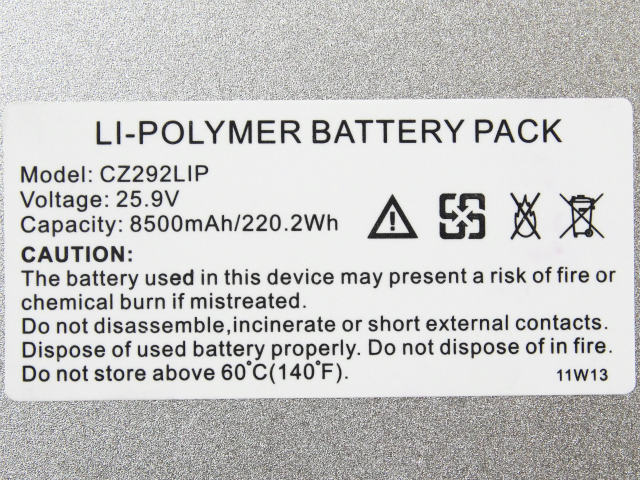 LI-POLYMER BATTERY PACK
Model: CZ292LIP
Voltage: 25.9V
Capacity: 8500mAh/220.2Wh
CAUTION:
The battery used in this device may present a risk of fire or
chemical burn if mistreated.
Do not disassemble,incinerate or short external contacts.
Dispose of used battery properly. Do not dispose of in fire.
Do not store above 60°C(140°F).
11W13